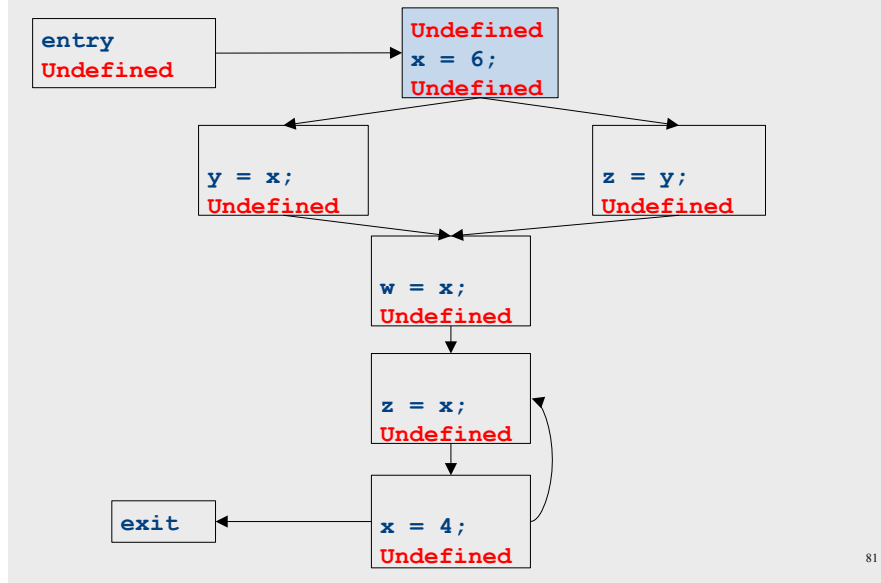 entry
Undefined
Undefined
x = 6;
Undefined
y = x;
Undefined
z = y;
Undefined
w = x;
Undefined
z = x;
Undefined
exit
x = 4;
Undefined
81